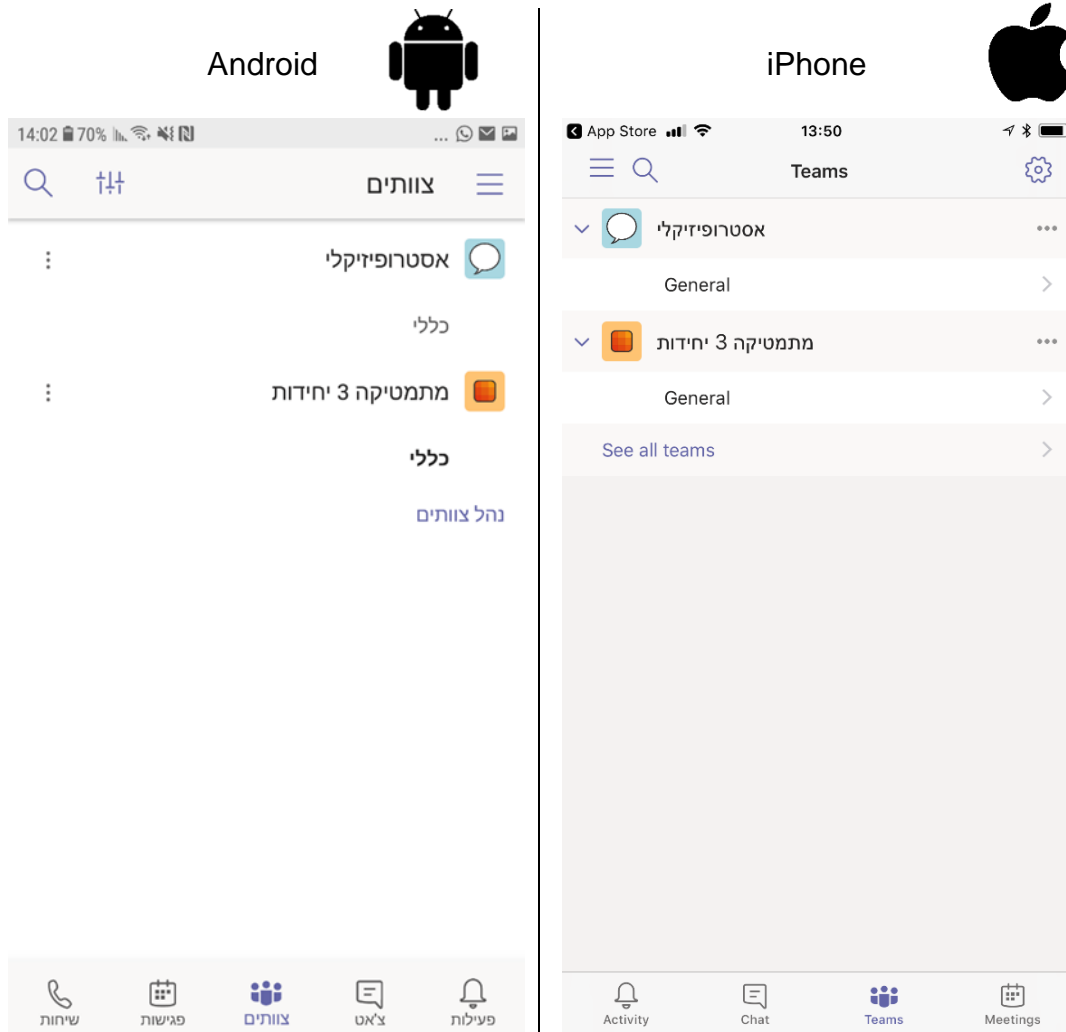 Android
14:02 70% ...
צוותים
אסטרופיזיקלי
כללי
מתמטיקה 3 יחידות
כללי
נהל צוותים
פעילות צ'אט צוותים פגישות שיחות
iPhone
App Store 13:50
Teams
אסטרופיזיקלי
General
מתמטיקה 3 יחידות
General
See all teams
Activity Chat Teams Meetings